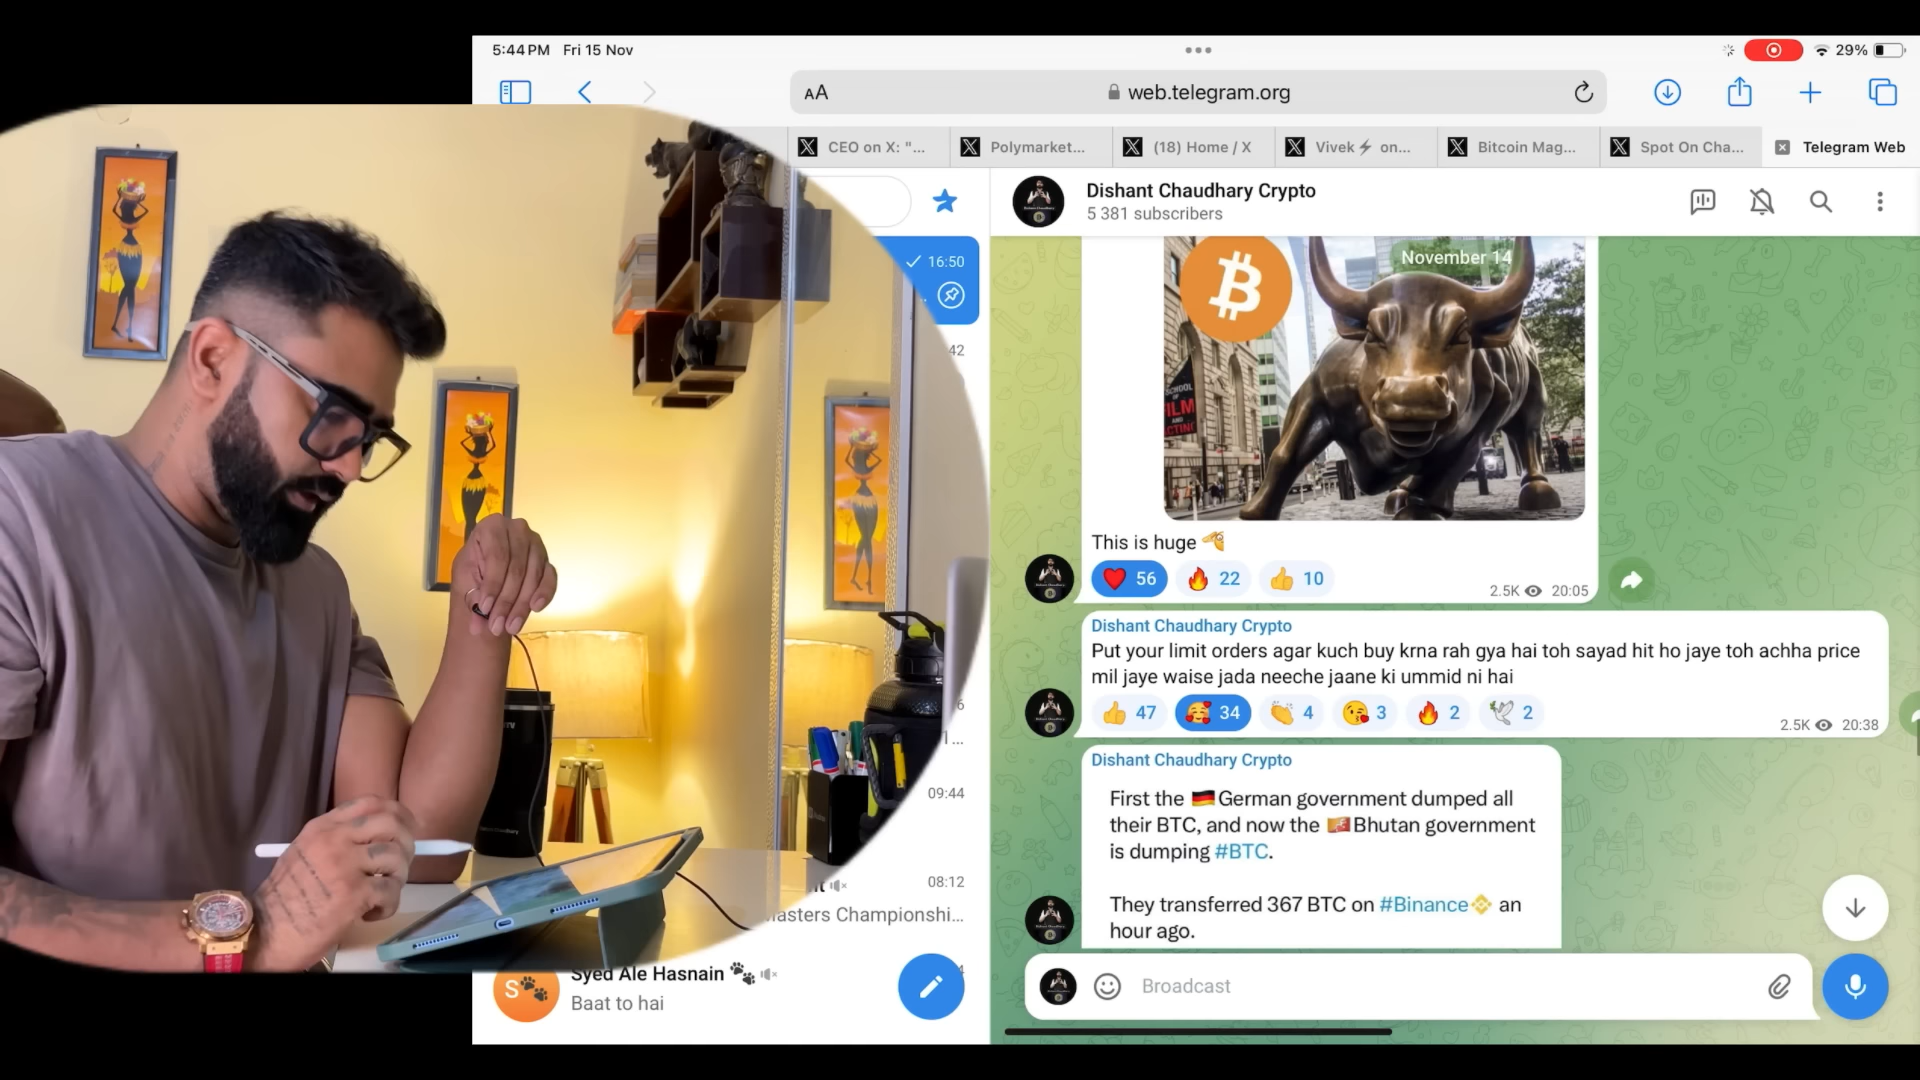 5:44 PM Fri 15 Nov
29%
AA
web.telegram.org
CEO on X: "...
Polymarket...
(18) Home / X
Vivek⚡ on...
Bitcoin Mag...
Spot On Cha...
Telegram Web
Dishant Chaudhary Crypto
5 381 subscribers
16:50
42
November 14
SCHOOL
OF
FILM
AND
ACTING
This is huge
❤️ 56 🔥 22 👍 10
2.5K 20:05
Dishant Chaudhary Crypto
Put your limit orders agar kuch buy krna rah gya hai toh sayad hit ho jaye toh achha price
mil jaye waise jada neeche jaane ki ummid ni hai
👍 47 🥰 34 👏 4 😘 3 🔥 2 🕊 2
2.5K 20:38
Dishant Chaudhary Crypto
First the 🇩🇪German government dumped all
their BTC, and now the 🇧🇹Bhutan government
is dumping #BTC.
They transferred 367 BTC on #Binance an
hour ago.
09:44
08:12
asters Championshi...
Syed Ale Hasnain 🐾
S🐾
Baat to hai
Broadcast